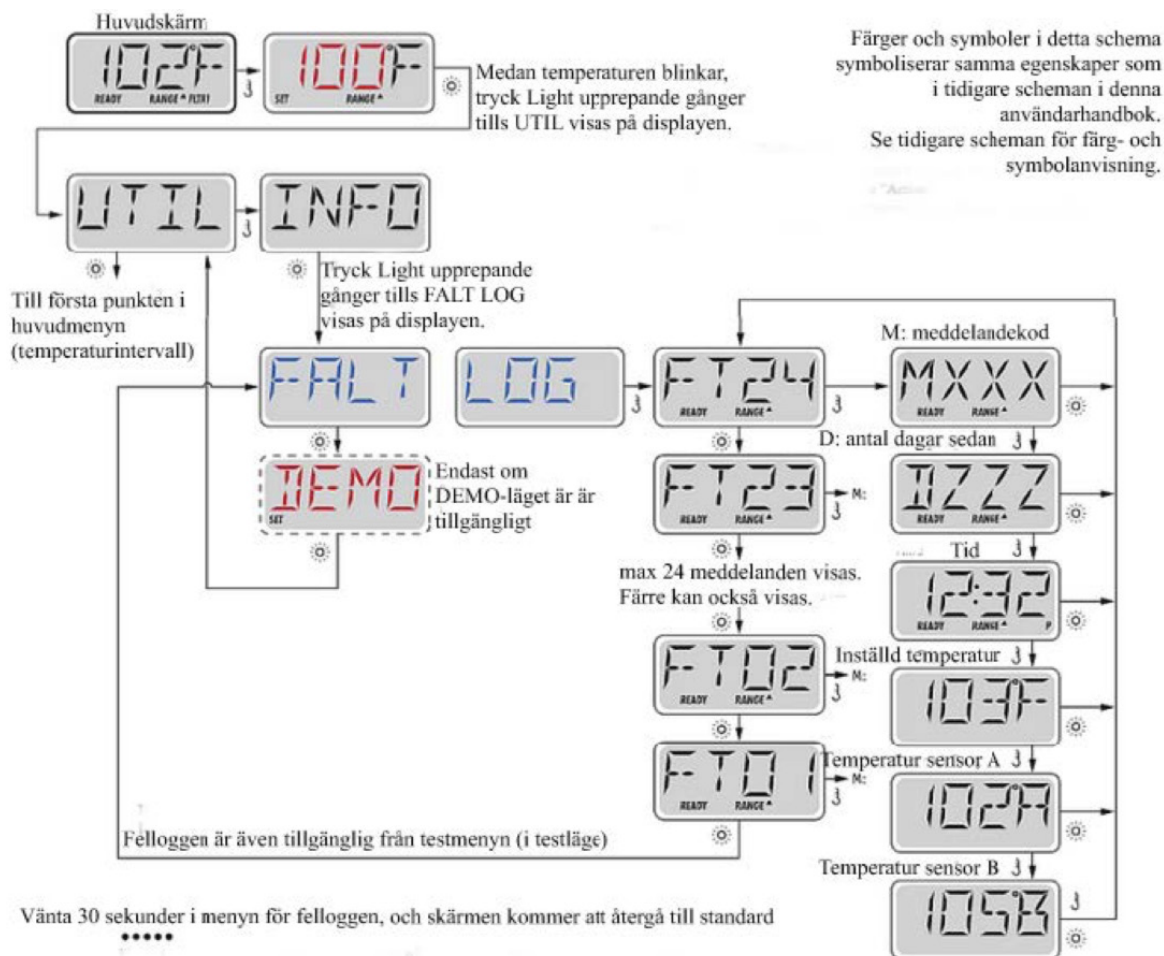 Huvudskärm
102°F
READY RANGE FLTR1
100°F
SET RANGE
Medan temperaturen blinkar,
tryck Light upprepande gånger
tills UTIL visas på displayen.
Färger och symboler i detta schema
symboliserar samma egenskaper som
i tidigare scheman i denna
användarhandbok.
Se tidigare scheman för färg- och
symbolanvisning.
UTIL
INFO
Till första punkten i
huvudmenyn
(temperaturintervall)
Tryck Light upprepande
gånger tills FALT LOG
visas på displayen.
FALT
LOG
DEMO
SET
Endast om
DEMO-läget är är
tillgängligt
FT24
READY RANGE
FT23
READY RANGE
M:
max 24 meddelanden visas.
Färre kan också visas.
FT02
READY RANGE
M:
FT01
READY RANGE
M:
M: meddelandekod
MXXX
READY RANGE
D: antal dagar sedan
DZZZ
READY RANGE
Tid
12:32
READY RANGE P
Inställd temperatur
103°F
Temperatur sensor A
102°A
Temperatur sensor B
105°B
Felloggen är även tillgänglig från testmenyn (i testläge)
Vänta 30 sekunder i menyn för felloggen, och skärmen kommer att återgå till standard